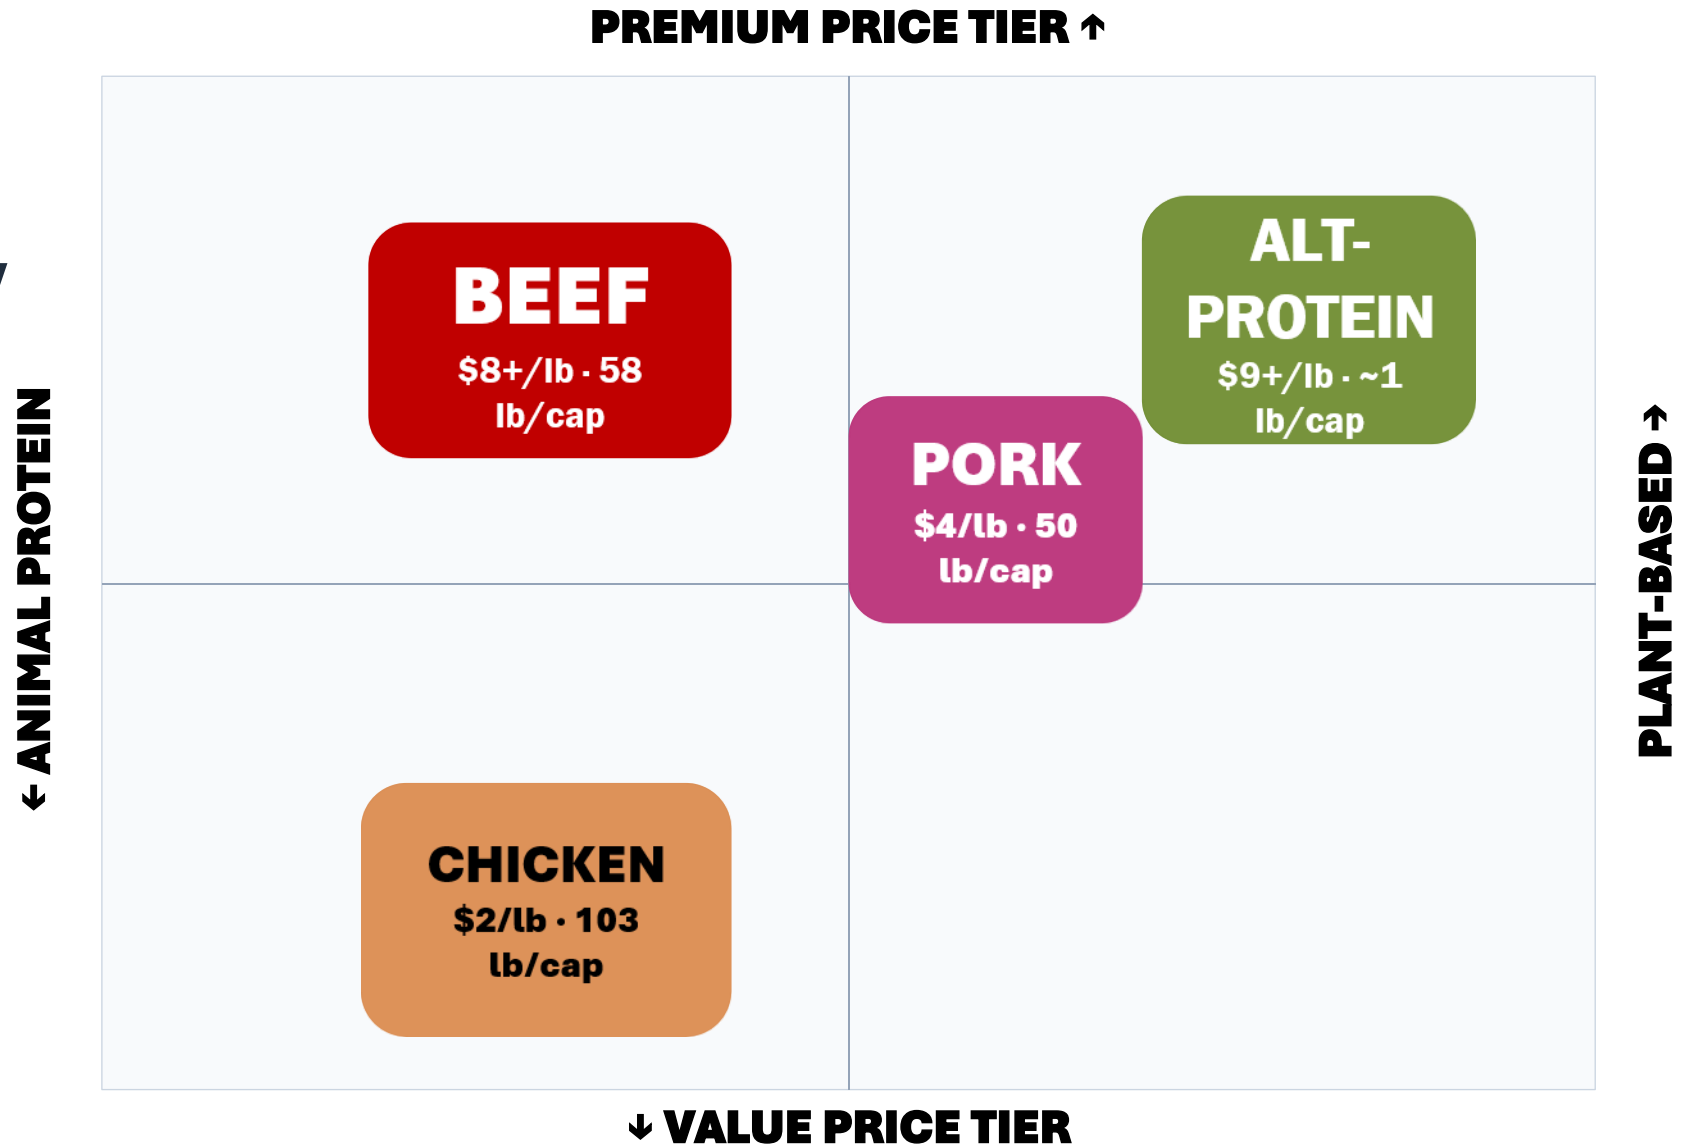 PREMIUM PRICE TIER ↑
BEEF
$8+/lb · 58
lb/cap
ALT-
PROTEIN
$9+/lb · ~1
lb/cap
PORK
$4/lb · 50
lb/cap
← ANIMAL PROTEIN
PLANT-BASED →
CHICKEN
$2/lb · 103
lb/cap
↓ VALUE PRICE TIER